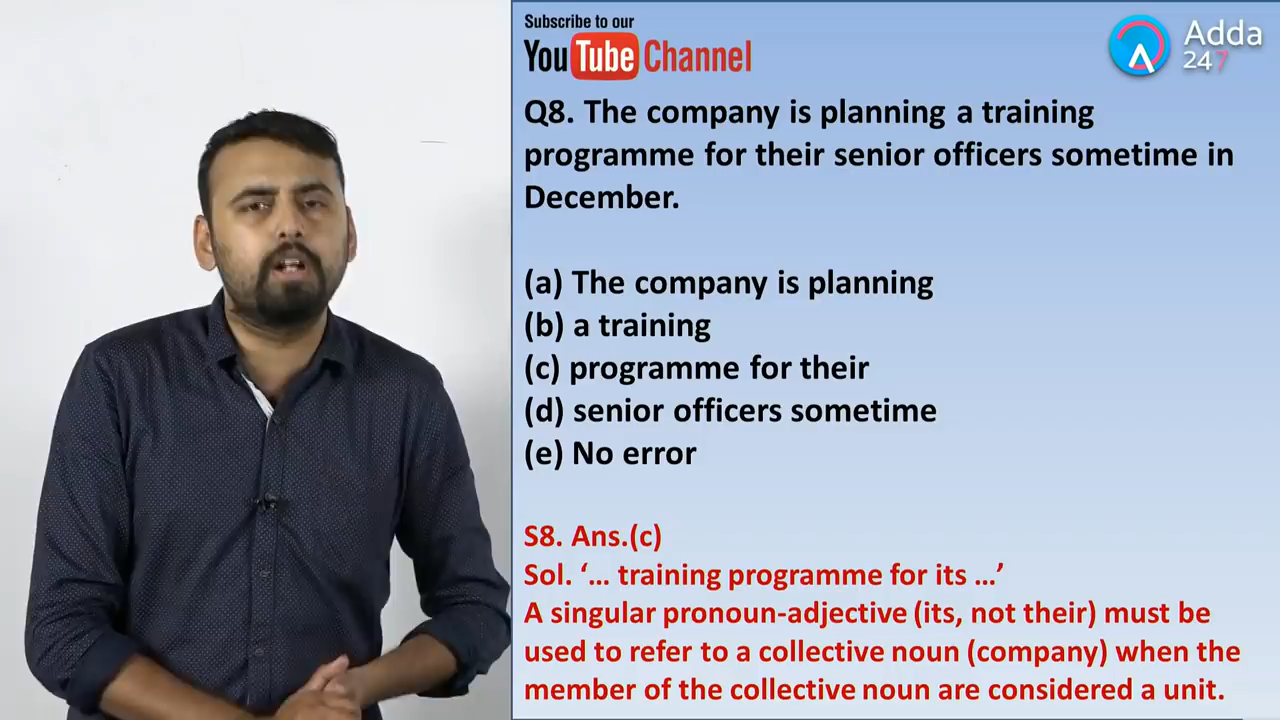 Subscribe to our
YouTube Channel
Adda
247
Q8. The company is planning a training
programme for their senior officers sometime in
December.
(a) The company is planning
(b) a training
(c) programme for their
(d) senior officers sometime
(e) No error
S8. Ans.(c)
Sol. ‘... training programme for its ...’
A singular pronoun-adjective (its, not their) must be
used to refer to a collective noun (company) when the
member of the collective noun are considered a unit.